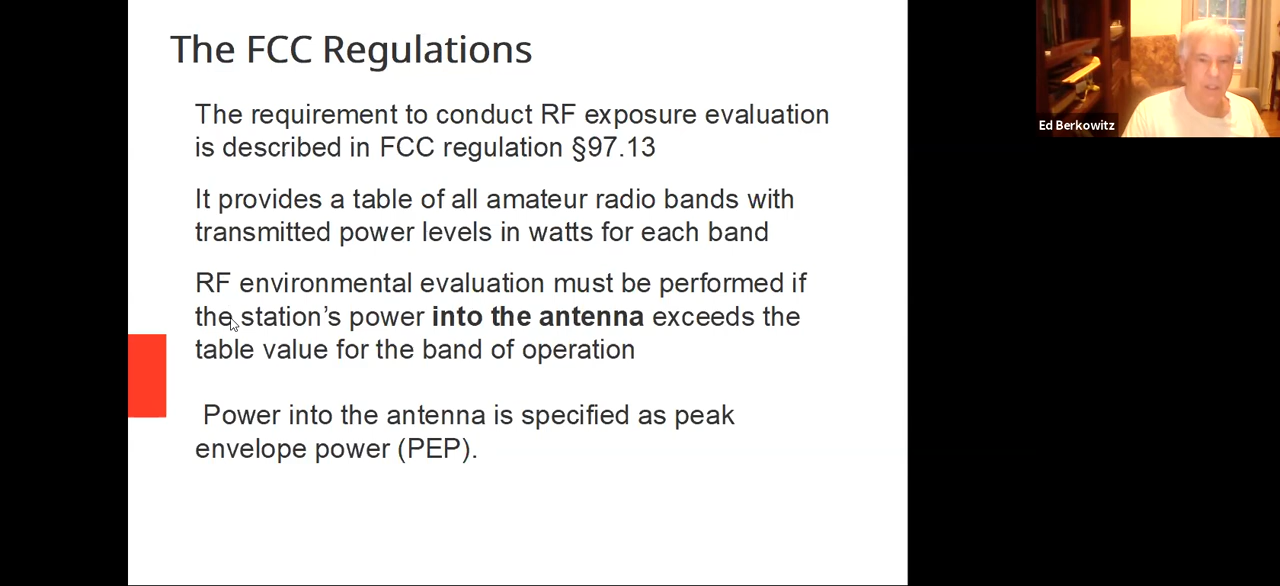 The FCC Regulations
The requirement to conduct RF exposure evaluation
is described in FCC regulation §97.13
It provides a table of all amateur radio bands with
transmitted power levels in watts for each band
RF environmental evaluation must be performed if
the station’s power into the antenna exceeds the
table value for the band of operation
Power into the antenna is specified as peak
envelope power (PEP).
Ed Berkowitz